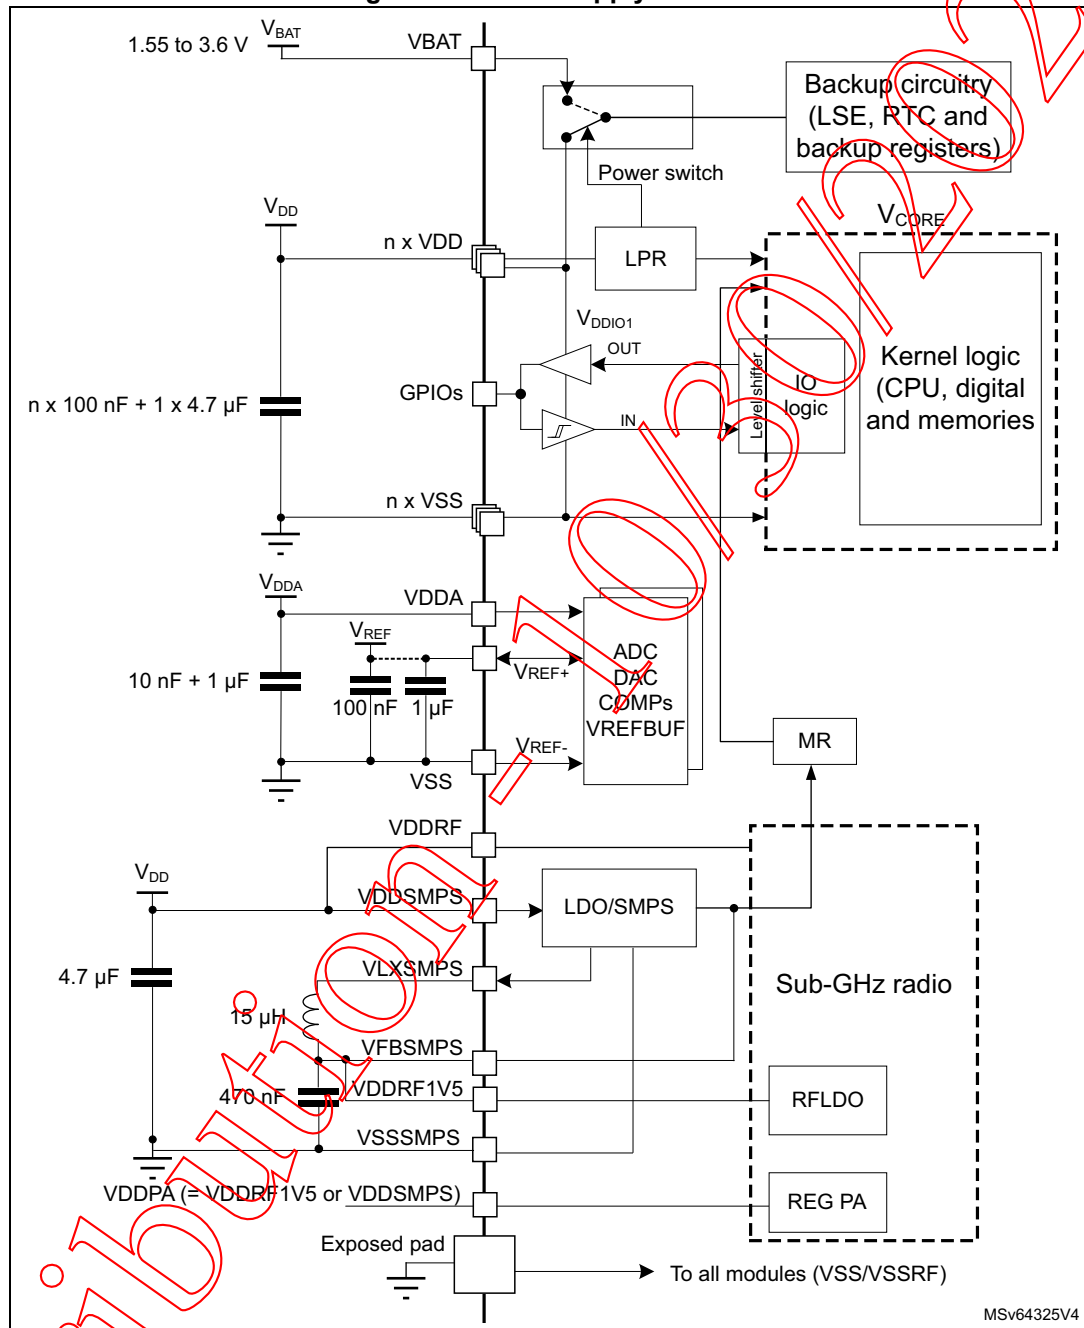 1.55 to 3.6 V
VBAT
VBAT
Backup circuitry
(LSE, RTC and
backup registers)
Power switch
VDD
n x VDD
LPR
VCORE
VDDIO1
OUT
GPIOs
IN
Level shifter
IO
logic
Kernel logic
(CPU, digital
and memories
n x 100 nF + 1 x 4.7 µF
n x VSS
VDDA
VDDA
VREF
VREF+
10 nF + 1 µF
100 nF
1 µF
ADC
DAC
COMPs
VREFBUF
VREF-
VSS
MR
VDDRF
VDD
VDDSMPS
LDO/SMPS
4.7 µF
VLXSMPS
15 µH
Sub-GHz radio
VFBSMPS
470 nF
VDDRF1V5
RFLDO
VSSSMPS
VDDPA (= VDDRF1V5 or VDDSMPS)
REG PA
Exposed pad
To all modules (VSS/VSSRF)
MSv64325V4
ibution - 10/30/202